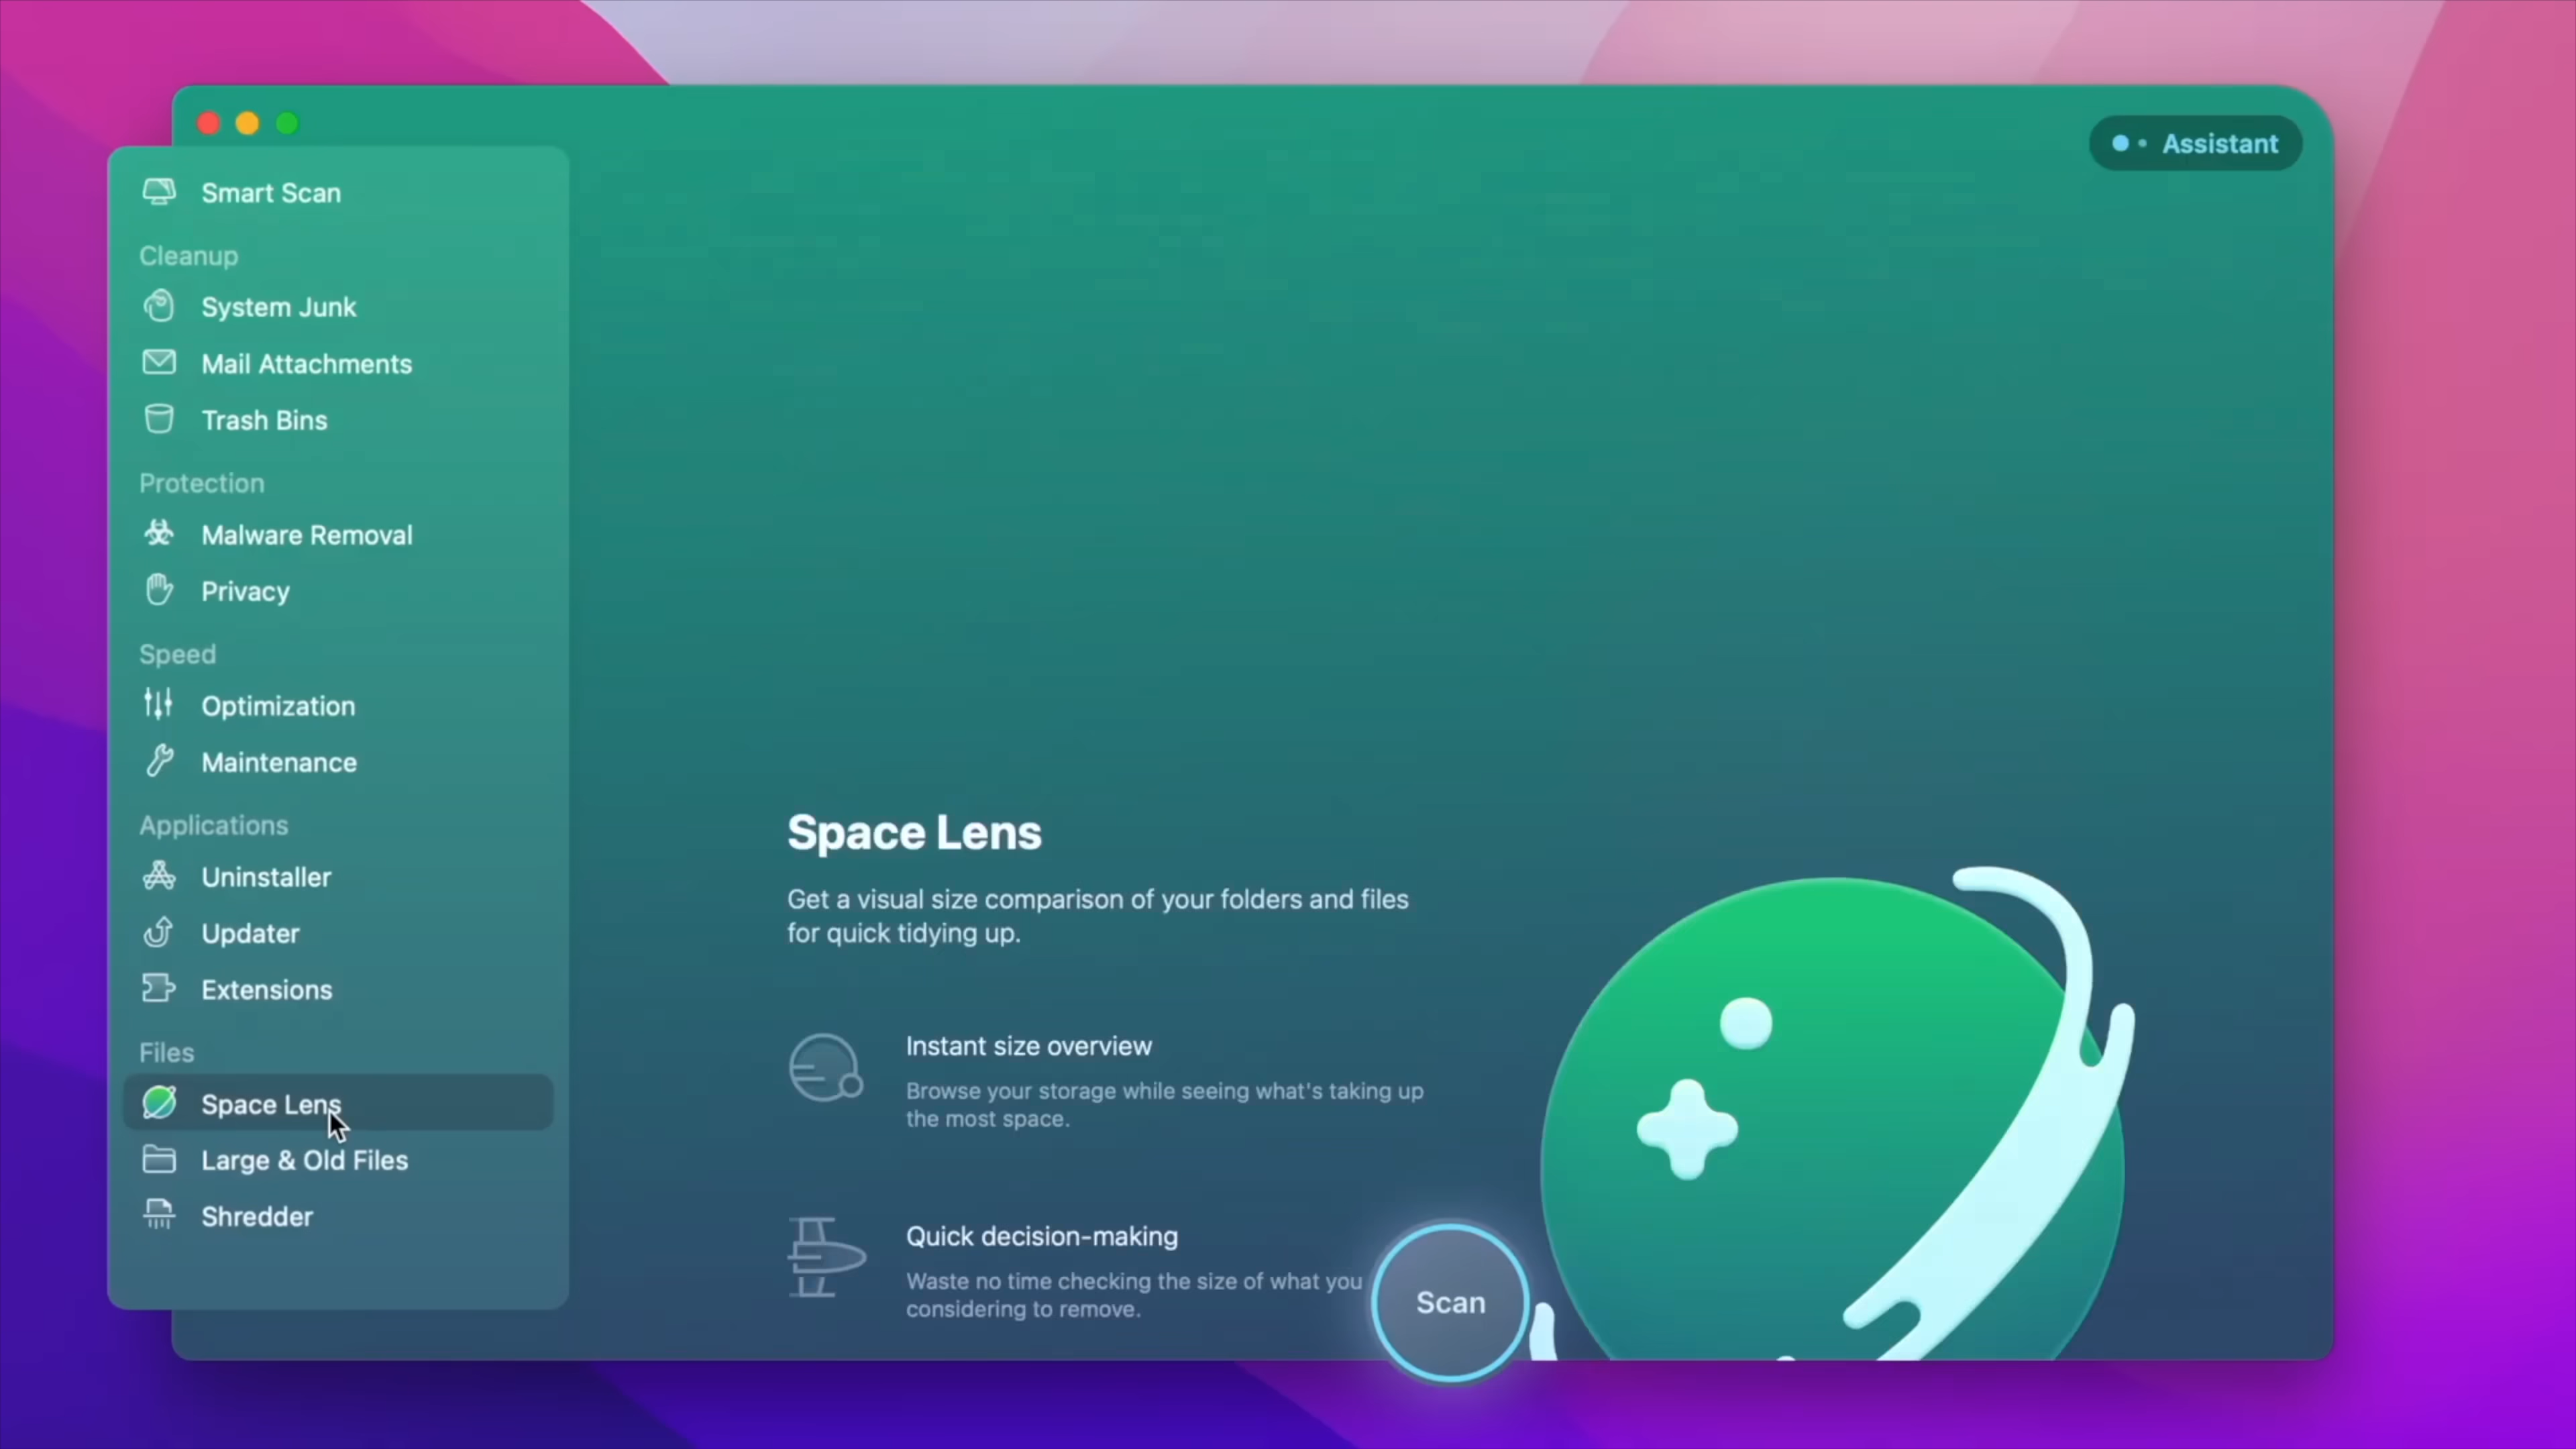 Assistant
Smart Scan
Cleanup
System Junk
Mail Attachments
Trash Bins
Protection
Malware Removal
Privacy
Speed
Optimization
Maintenance
Applications
Uninstaller
Updater
Extensions
Files
Space Lens
Large & Old Files
Shredder
Space Lens
Get a visual size comparison of your folders and files
for quick tidying up.
Instant size overview
Browse your storage while seeing what's taking up
the most space.
Quick decision-making
Waste no time checking the size of what you
considering to remove.
Scan